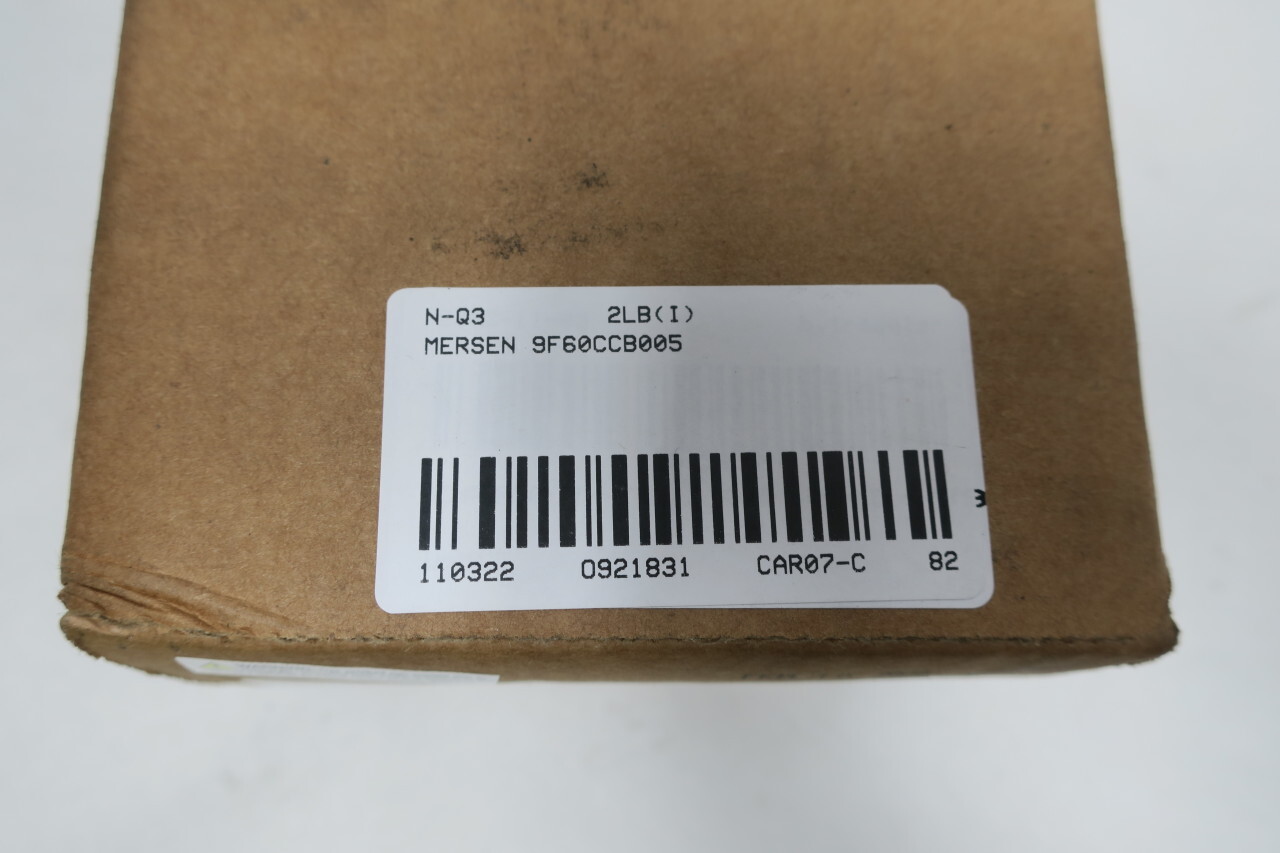 N-Q3 2LB(I)
MERSEN 9F60CCB005
110322 0921831 CAR07-C 82